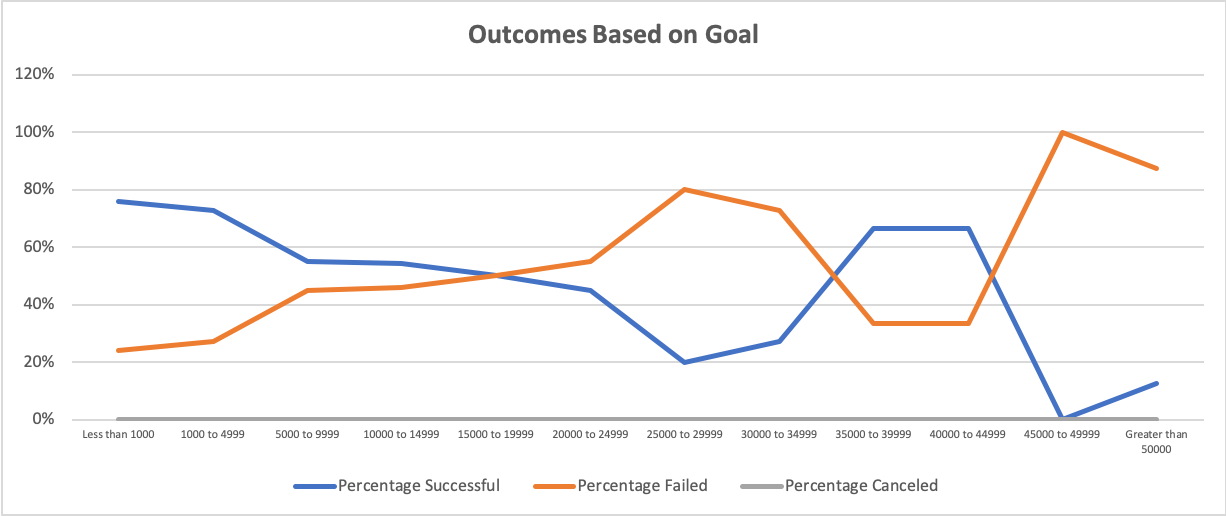 Outcomes Based on Goal
120%
100%
80%
60%
40%
20%
0%
Less than 1000 1000 to 4999 5000 to 9999 10000 to 14999 15000 to 19999 20000 to 24999 25000 to 29999 30000 to 34999 35000 to 39999 40000 to 44999 45000 to 49999 Greater than
50000
Percentage Successful Percentage Failed Percentage Canceled